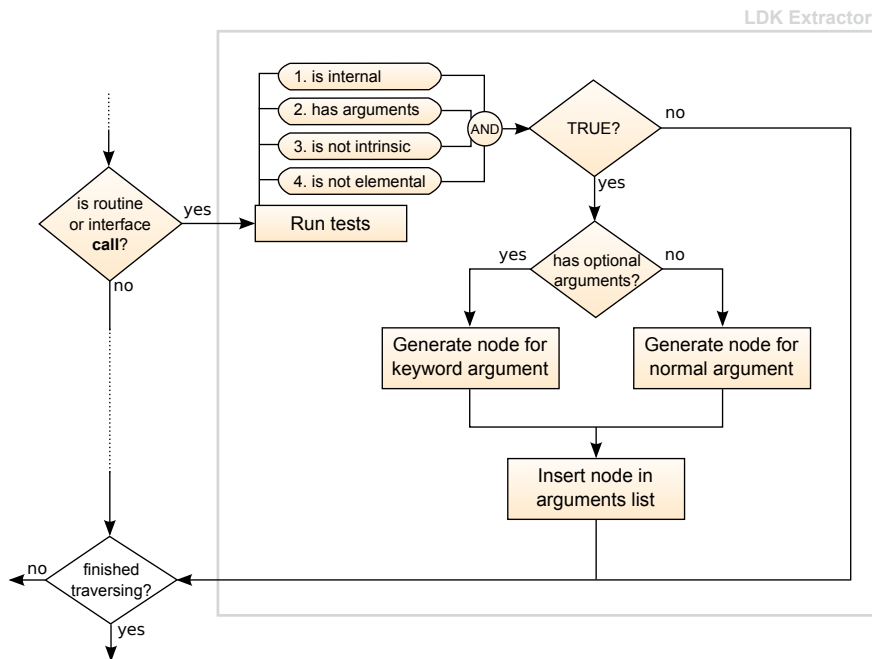 LDK Extractor
1. is internal
2. has arguments
3. is not intrinsic
4. is not elemental
AND
TRUE?
no
yes
is routine
or interface
call?
yes
Run tests
no
has optional
arguments?
yes
no
Generate node for
keyword argument
Generate node for
normal argument
Insert node in
arguments list
finished
traversing?
no
yes